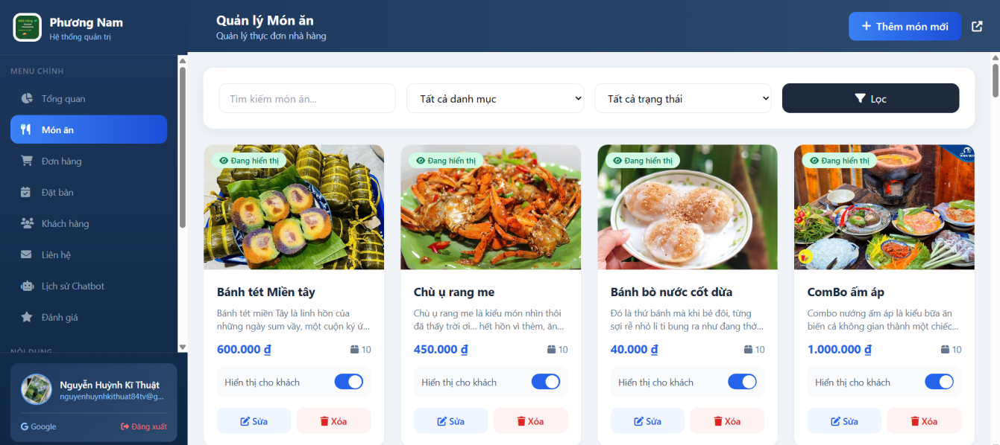 Phương Nam
Hệ thống quản trị
Quản lý Món ăn
Quản lý thực đơn nhà hàng
Thêm món mới
MENU CHÍNH
Tổng quan
Món ăn
Đơn hàng
Đặt bàn
Khách hàng
Liên hệ
Lịch sử Chatbot
Đánh giá
NỘI DUNG
Nguyễn Huỳnh Kĩ Thuật
nguyenhuynhkithuat84tv@g...
Google
Đăng xuất
Tìm kiếm món ăn...
Tất cả danh mục
Tất cả trạng thái
Lọc
Đang hiển thị
Bánh tét Miền tây
Bánh tét miền Tây là linh hồn của
những ngày sum vầy, một cuộn ký ứ...
600.000 ₫
10
Hiển thị cho khách
Sửa
Xóa
Đang hiển thị
Chù ụ rang me
Chù ụ rang me là kiểu món nhìn thôi
đã thấy trời ơi... hết hồn vì thèm, ăn...
450.000 ₫
10
Hiển thị cho khách
Sửa
Xóa
Đang hiển thị
Bánh bò nước cốt dừa
Đó là thứ bánh mà khi bẻ đôi, từng
sợi rễ nhỏ li ti bung ra như đang thở...
40.000 ₫
10
Hiển thị cho khách
Sửa
Xóa
Đang hiển thị
ComBo ấm áp
Combo nướng ấm áp là kiểu bữa ăn
biến cả không gian thành một chiếc...
1.000.000 ₫
10
Hiển thị cho khách
Sửa
Xóa